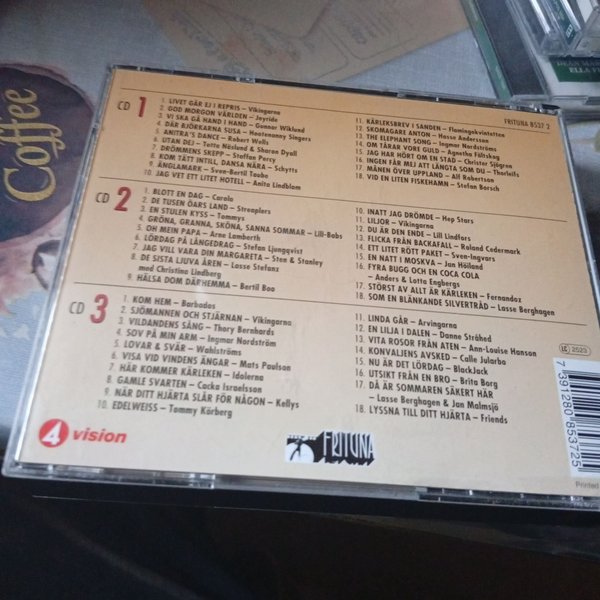 Coffee
DEAN MAR
ELLA F
FRITUNA 8537 2
CD 1
1. LIVET GÅR EJ I REPRIS – Vikingarna
2. GOD MORGON VÄRLDEN – Joyride
3. VI SKA GÅ HAND I HAND – Gunnar Wiklund
4. DÄR BJÖRKARNA SUSA – Hootenanny Singers
5. ANITRA'S DANCE – Robert Wells
6. UTAN DEJ – Totta Näslund & Sharon Dyall
7. DRÖMMENS SKEPP – Staffan Percy
8. KOM TÄTT INTILL, DANSA NÄRA – Schytts
9. ÄNGLAMARK – Sven-Bertil Taube
10. JAG VET ETT LITET HOTELL – Anita Lindblom
11. KÄRLEKSBREV I SANDEN – Flamingokvintetten
12. SKOMAGARE ANTON – Hasse Andersson
13. THE ELEPHANT SONG – Ingmar Nordströms
14. OM TÅRAR VORE GULD – Agnetha Fältskog
15. JAG HAR HÖRT OM EN STAD – Christer Sjögren
16. INGEN FÅR MEJ ATT LÄNGTA SOM DU – Thorleifs
17. MÅNEN ÖVER UPPLAND – Alf Robertson
18. VID EN LITEN FISKEHAMN – Stefan Borsch
CD 2
1. BLOTT EN DAG – Carola
2. DE TUSEN ÖARS LAND – Streaplers
3. EN STULEN KYSS – Tommys
4. GRÖNA, GRANNA, SKÖNA, SANNA SOMMAR – Lill-Babs
5. OH MEIN PAPA – Arne Lamberth
6. LÖRDAG PÅ LÅNGEDRAG – Stefan Ljungqvist
7. JAG VILL VARA DIN MARGARETA – Sten & Stanley
8. DE SISTA LJUVA ÅREN – Lasse Stefanz
med Christina Lindberg
9. HÄLSA DOM DÄRHEMMA – Bertil Boo
10. INATT JAG DRÖMDE – Hep Stars
11. LILJOR – Vikingarna
12. DU ÄR DEN ENDE – Lill Lindfors
13. FLICKA FRÅN BACKAFALL – Roland Cedermark
14. ETT LITET RÖTT PAKET – Sven-Ingvars
15. EN NATT I MOSKVA – Jan Höiland
16. FYRA BUGG OCH EN COCA COLA
– Anders & Lotta Engbergs
17. STÖRST AV ALLT ÄR KÄRLEKEN – Fernandoz
18. SOM EN BLÄNKANDE SILVERTRÅD – Lasse Berghagen
CD 3
1. KOM HEM – Barbados
2. SJÖMANNEN OCH STJÄRNAN – Vikingarna
3. VILDANDENS SÅNG – Thory Bernhards
4. SOV PÅ MIN ARM – Ingmar Nordström
5. LOVAR & SVÄR – Wahlströms
6. VISA VID VINDENS ÄNGAR – Mats Paulson
7. HÄR KOMMER KÄRLEKEN – Idolerna
8. GAMLE SVARTEN – Cacka Israelsson
9. NÄR DITT HJÄRTA SLÅR FÖR NÅGON – Kellys
10. EDELWEISS – Tommy Körberg
11. LINDA GÅR – Arvingarna
12. EN LILJA I DALEN – Danne Stråhed
13. VITA ROSOR FRÅN ATEN – Ann-Louise Hanson
14. KONVALJENS AVSKED – Calle Jularbo
15. NU ÄR DET LÖRDAG – BlackJack
16. UTSIKT FRÅN EN BRO – Brita Borg
17. DÅ ÄR SOMMAREN SÄKERT HÄR
– Lasse Berghagen & Jan Malmsjö
18. LYSSNA TILL DITT HJÄRTA – Friends
2523
7 391280 853725
4 vision
FRITUNA
Printed